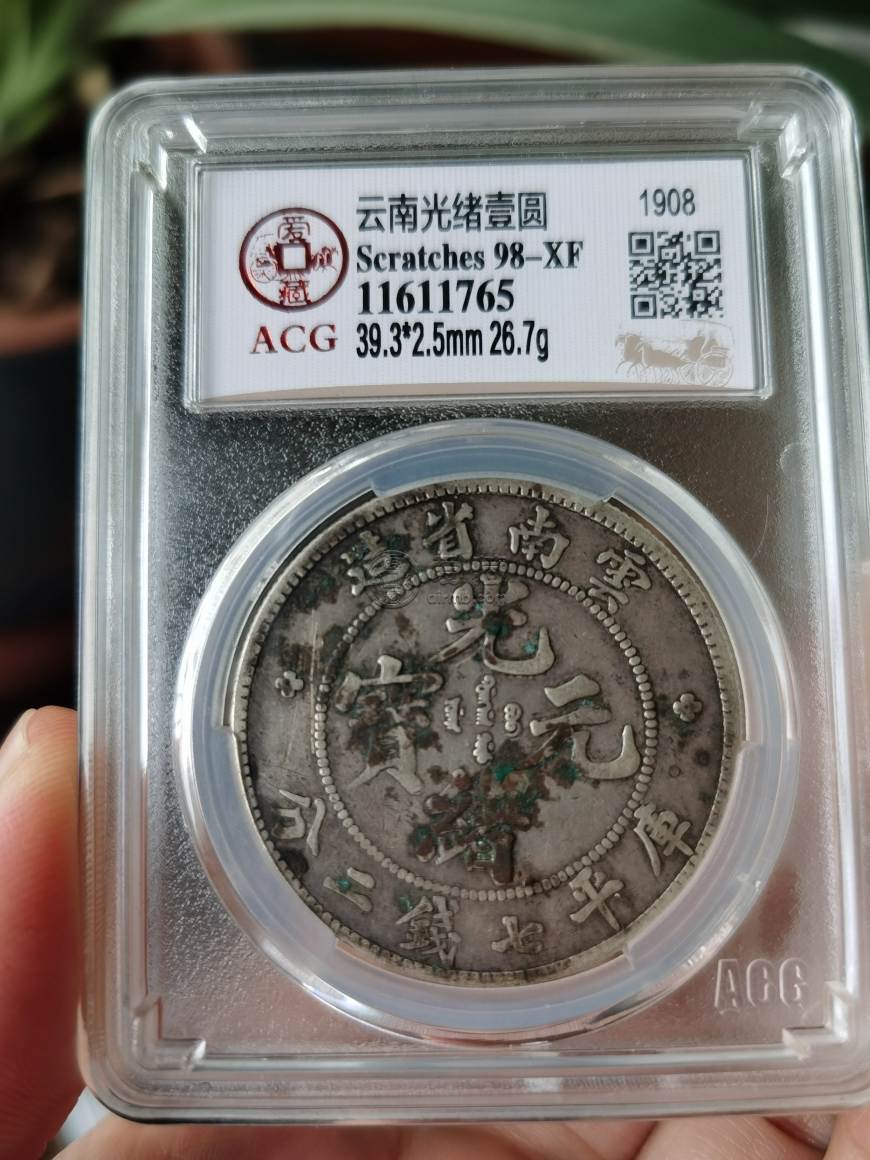 云南光绪壹圆
1908
Scratches 98-XF
11611765
39.3*2.5mm 26.7g
爱藏
ACG
雲南省造
光緒元寶
庫平七錢二分
ACG